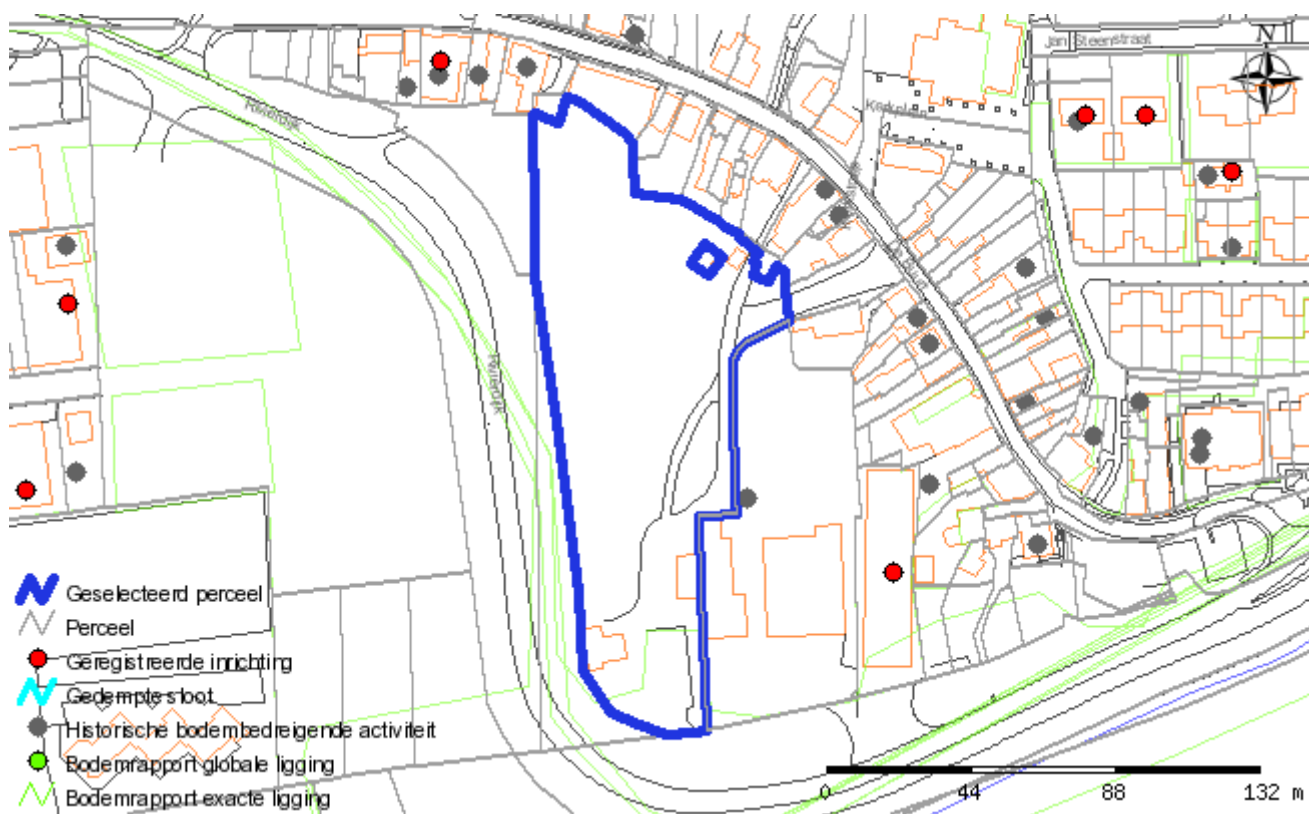 Jan Steenstraat
N
Kerkplein
Geselecteerd perceel
Perceel
Geregistreerde inrichting
Gedempte sloot
Historische bodembedreigende activiteit
Bodemrapport globale ligging
Bodemrapport exacte ligging
0 44 88 132 m